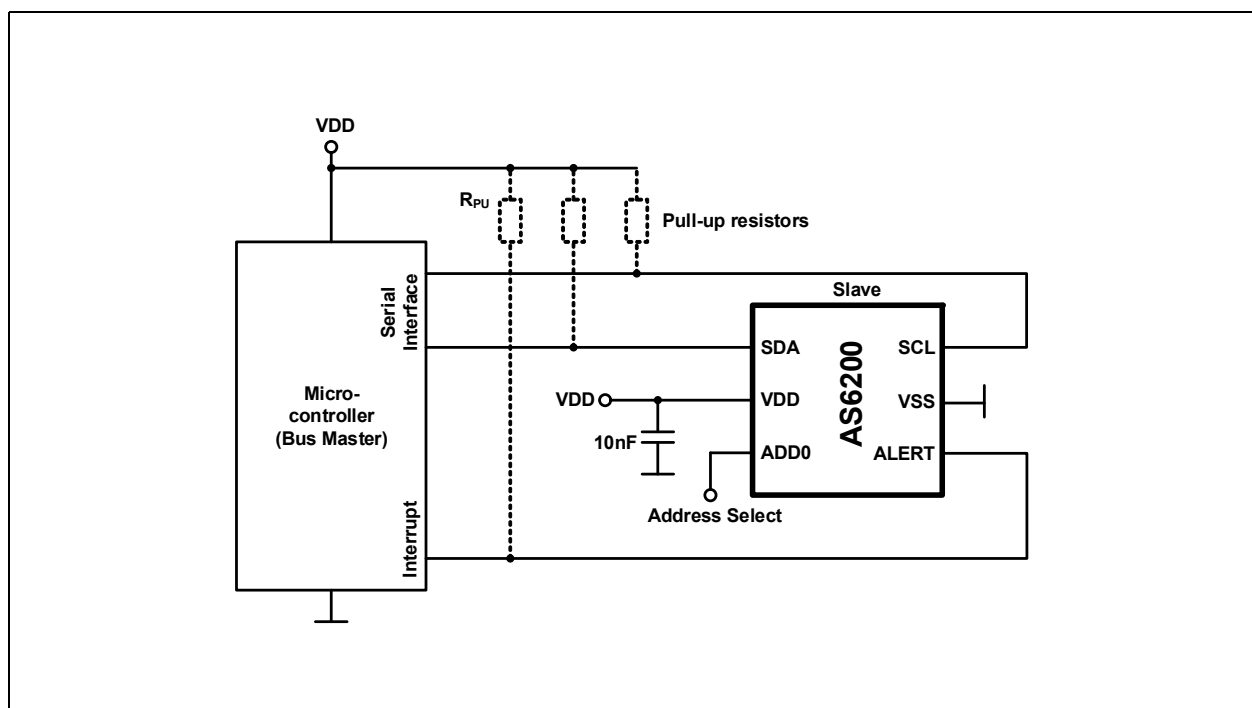 VDD
RPU
Pull-up resistors
Serial
Interface
Slave
SDA
SCL
Micro-
controller
(Bus Master)
VDD
VDD
AS6200
VSS
10nF
ADD0
ALERT
Address Select
Interrupt